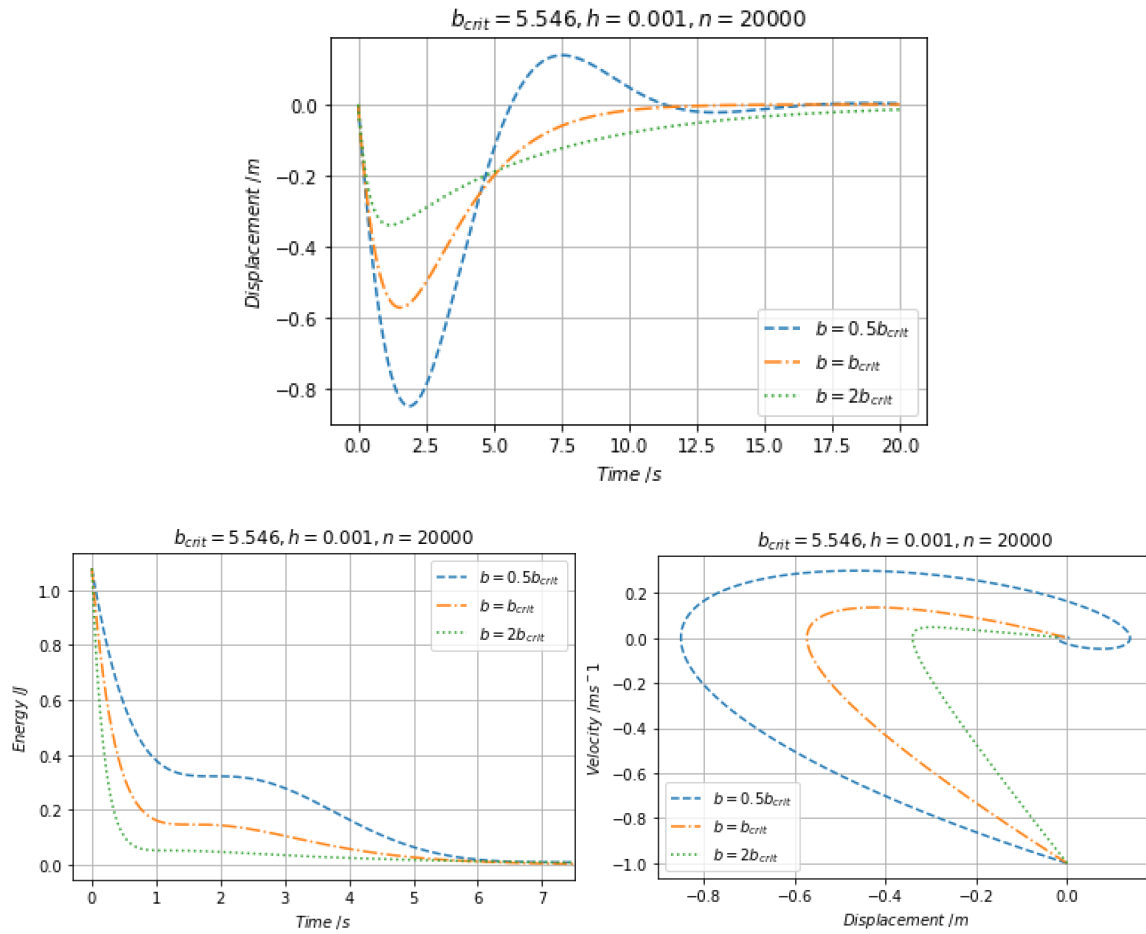 b_crit = 5.546, h = 0.001, n = 20000
Displacement /m
0.0
−0.2
−0.4
−0.6
−0.8
b = 0.5b_crit
b = b_crit
b = 2b_crit
0.0 2.5 5.0 7.5 10.0 12.5 15.0 17.5 20.0
Time /s
b_crit = 5.546, h = 0.001, n = 20000
Energy /J
1.0
0.8
0.6
0.4
0.2
0.0
b = 0.5b_crit
b = b_crit
b = 2b_crit
0 1 2 3 4 5 6 7
Time /s
b_crit = 5.546, h = 0.001, n = 20000
Velocity /ms⁻1
0.2
0.0
−0.2
−0.4
−0.6
−0.8
−1.0
b = 0.5b_crit
b = b_crit
b = 2b_crit
−0.8 −0.6 −0.4 −0.2 0.0
Displacement /m